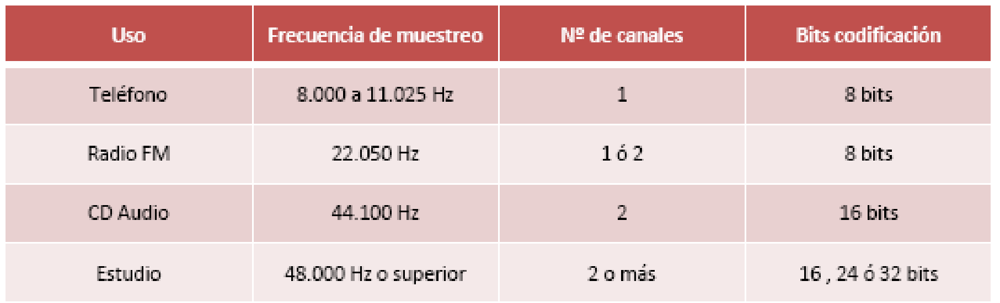 Uso Frecuencia de muestreo Nº de canales Bits codificación
Teléfono 8.000 a 11.025 Hz 1 8 bits
Radio FM 22.050 Hz 1 ó 2 8 bits
CD Audio 44.100 Hz 2 16 bits
Estudio 48.000 Hz o superior 2 o más 16 , 24 ó 32 bits